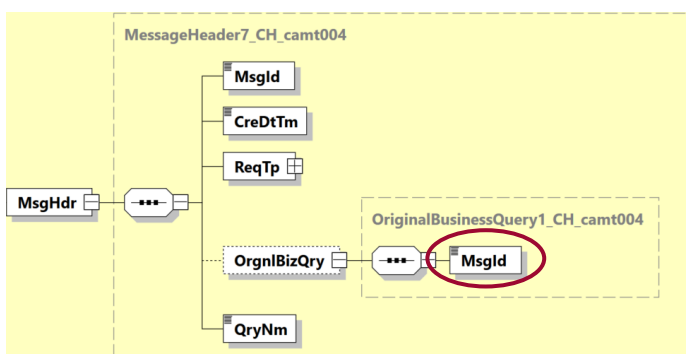 MessageHeader7_CH_camt004
MsgId
CreDtTm
ReqTp
MsgHdr
OriginalBusinessQuery1_CH_camt004
OrgnlBizQry
MsgId
QryNm